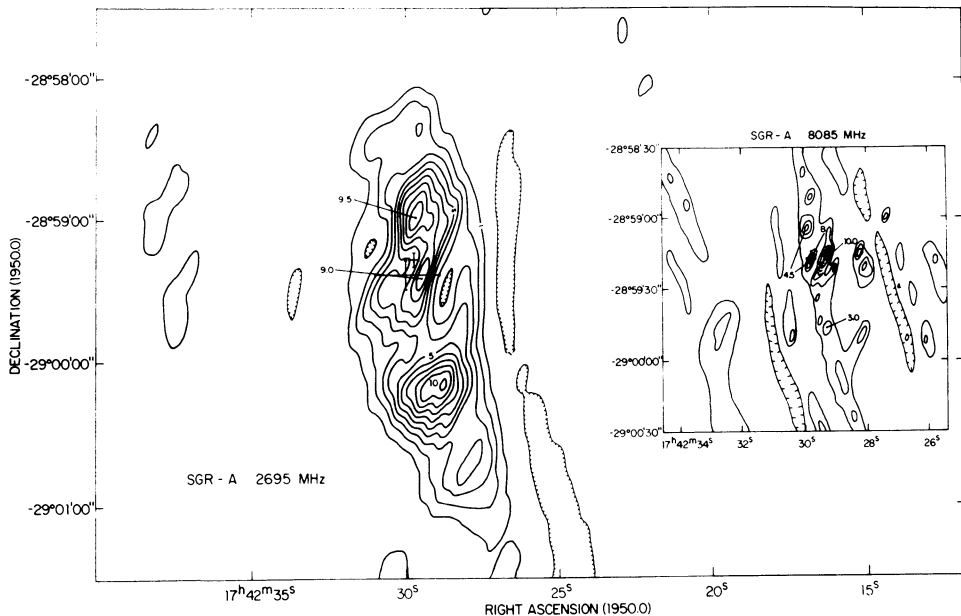 -28°58'00"
-28°59'00"
-29°00'00"
-29°01'00"
DECLINATION (1950.0)
9.5
9.0
5
10
SGR - A 2695 MHz
17ʰ42ᵐ35ˢ
30ˢ
25ˢ
20ˢ
15ˢ
RIGHT ASCENSION (1950.0)
SGR - A 8085 MHz
-28°58'30"
-28°59'00"
-28°59'30"
-29°00'00"
-29°00'30"
8
10.0
4.5
3.0
17ʰ42ᵐ34ˢ
32ˢ
30ˢ
28ˢ
26ˢ